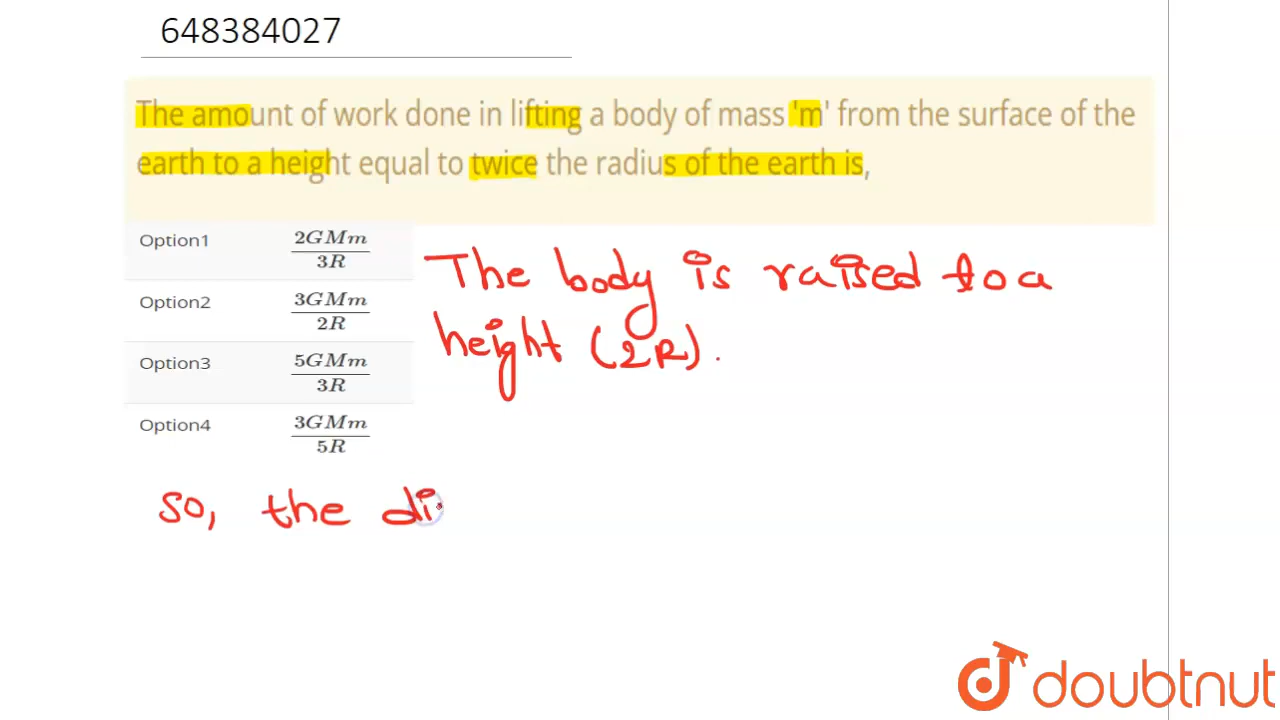 648384027
The amount of work done in lifting a body of mass 'm' from the surface of the
earth to a height equal to twice the radius of the earth is,
Option1 2GMm/3R
Option2 3GMm/2R
Option3 5GMm/3R
Option4 3GMm/5R
The body is raised to a
height (2R).
so, the di
doubtnut